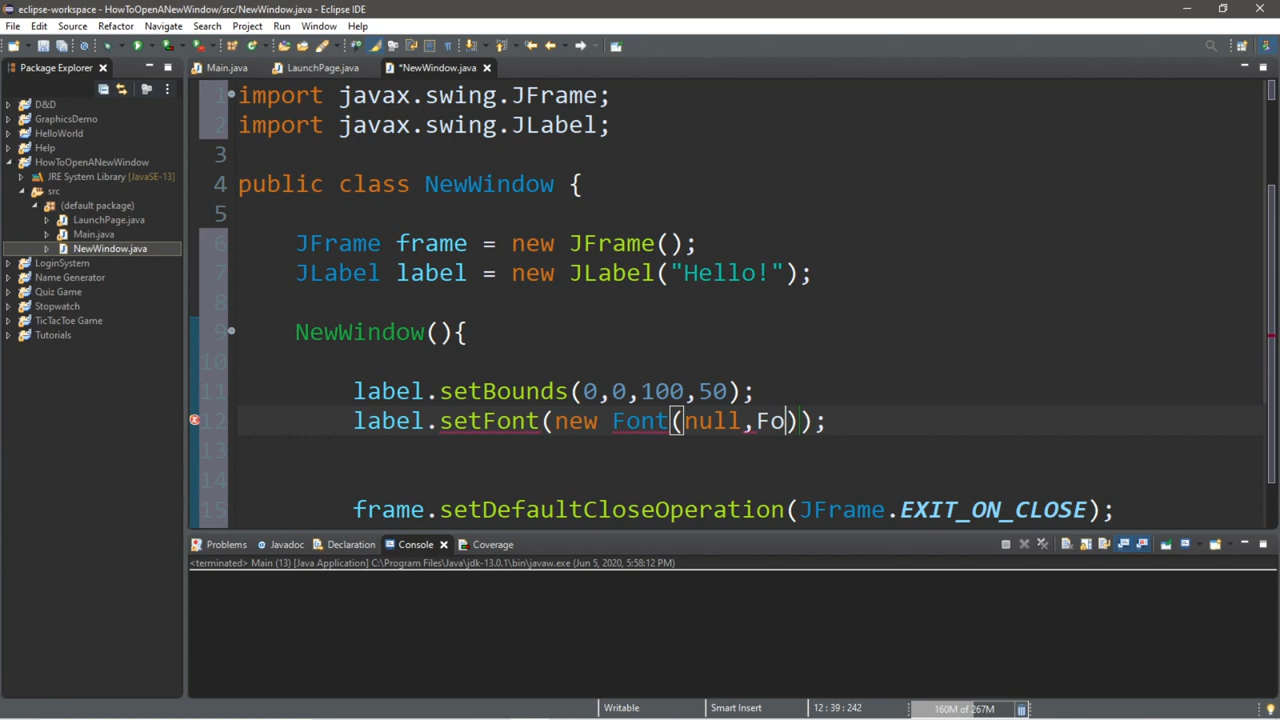 eclipse-workspace - HowToOpenANewWindow/src/NewWindow.java - Eclipse IDE
File Edit Source Refactor Navigate Search Project Run Window Help
Package Explorer
Main.java LaunchPage.java *NewWindow.java
D&D
GraphicsDemo
HelloWorld
Help
HowToOpenANewWindow
JRE System Library [JavaSE-13]
src
(default package)
LaunchPage.java
Main.java
NewWindow.java
LoginSystem
Name Generator
Quiz Game
Stopwatch
TicTacToe Game
Tutorials
1 import javax.swing.JFrame;
2 import javax.swing.JLabel;
3
4 public class NewWindow {
5
6 JFrame frame = new JFrame();
7 JLabel label = new JLabel("Hello!");
8
9 NewWindow(){
10
11 label.setBounds(0,0,100,50);
12 label.setFont(new Font(null,Fo));
13
14
15 frame.setDefaultCloseOperation(JFrame.EXIT_ON_CLOSE);
Problems Javadoc Declaration Console Coverage
<terminated> Main (13) [Java Application] C:\Program Files\Java\jdk-13.0.1\bin\javaw.exe (Jun 5, 2020, 5:58:12 PM)
Writable Smart Insert 12 : 39 : 242 160M of 267M